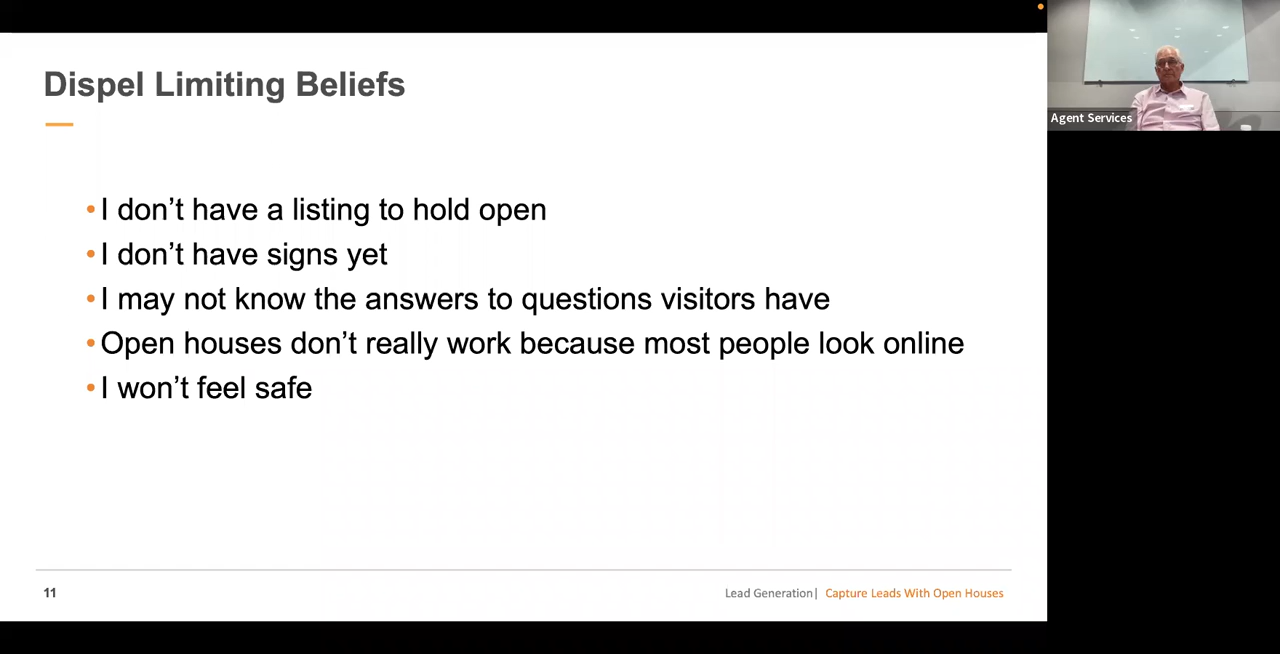 Dispel Limiting Beliefs
•I don’t have a listing to hold open
•I don’t have signs yet
•I may not know the answers to questions visitors have
•Open houses don’t really work because most people look online
•I won’t feel safe
11
Lead Generation| Capture Leads With Open Houses
Agent Services